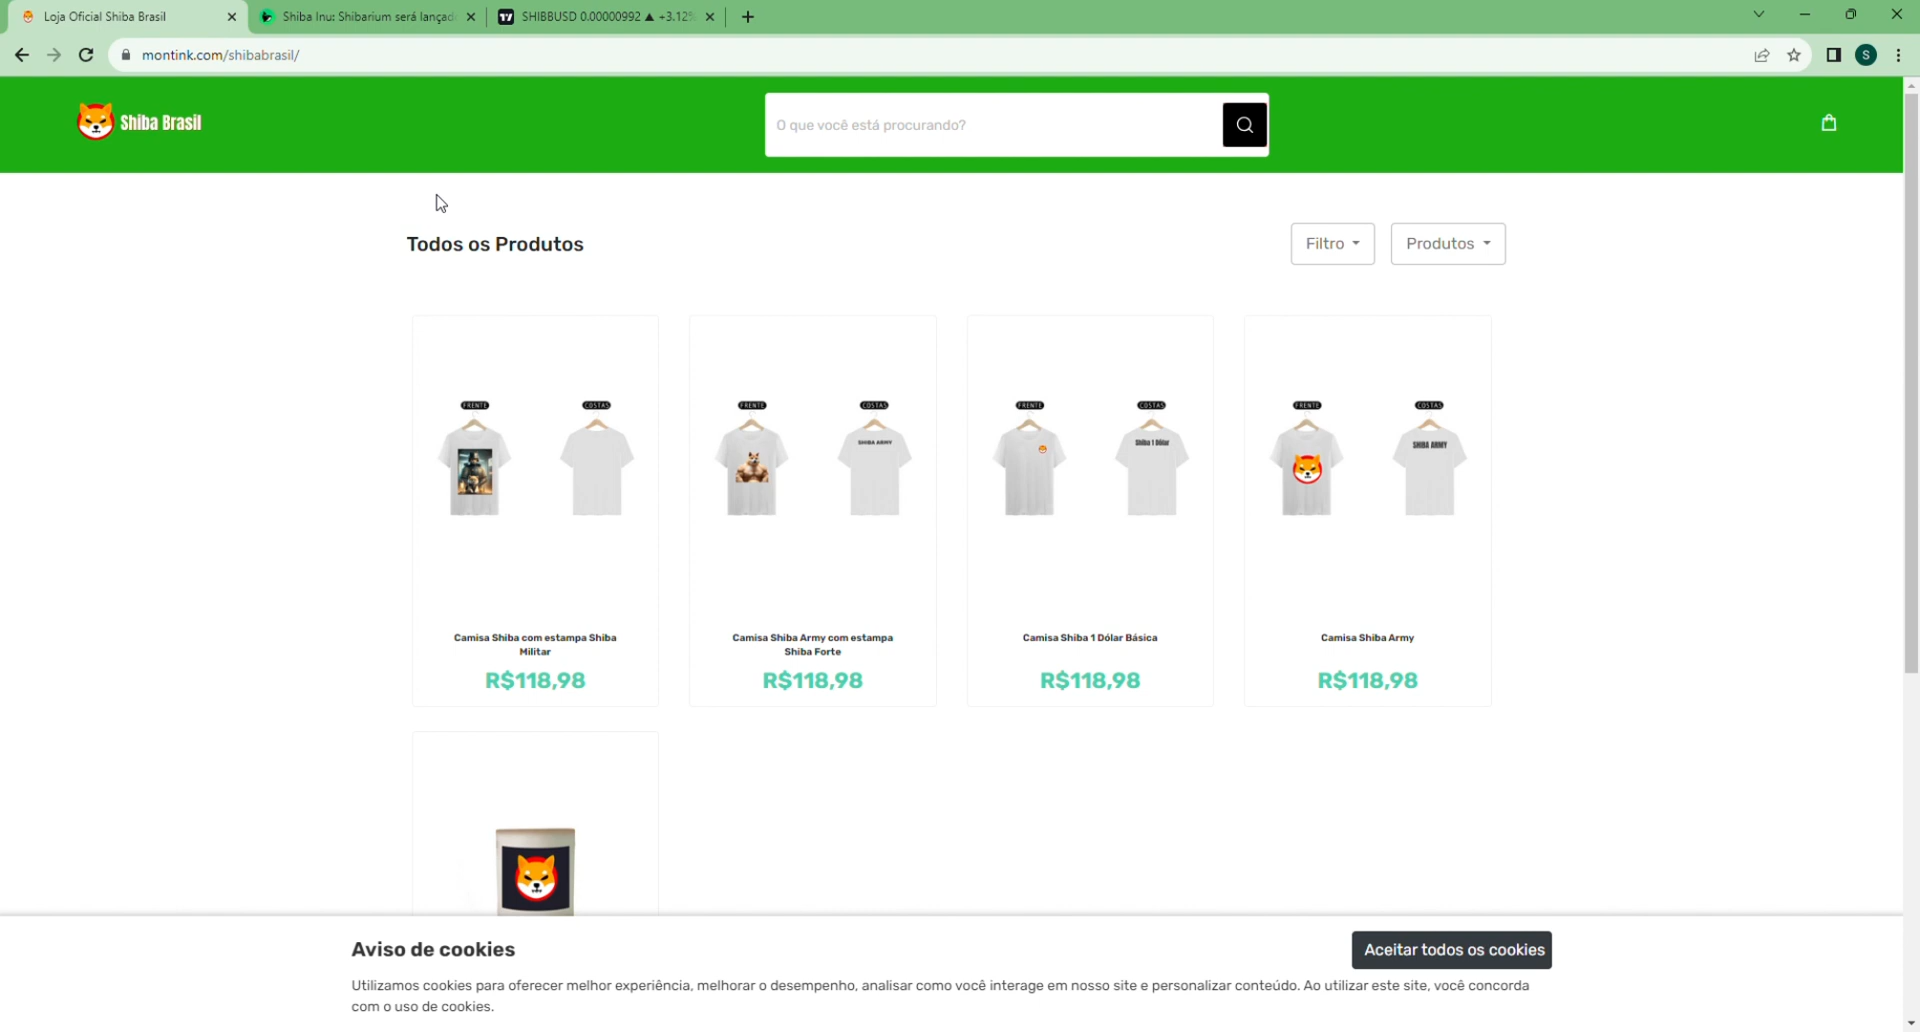 Loja Oficial Shiba Brasil
Shiba Inu: Shibarium será lançad
SHIBBUSD 0.00000992 ▲ +3.12%
montink.com/shibabrasil/
S
Shiba Brasil
O que você está procurando?
Todos os Produtos
Filtro
Produtos
FRENTE COSTAS
FRENTE COSTAS
SHIBA ARMY
FRENTE COSTAS
Shiba 1 Dólar
FRENTE COSTAS
SHIBA ARMY
Camisa Shiba com estampa Shiba
Militar
R$118,98
Camisa Shiba Army com estampa
Shiba Forte
R$118,98
Camisa Shiba 1 Dólar Básica
R$118,98
Camisa Shiba Army
R$118,98
Aviso de cookies
Aceitar todos os cookies
Utilizamos cookies para oferecer melhor experiência, melhorar o desempenho, analisar como você interage em nosso site e personalizar conteúdo. Ao utilizar este site, você concorda
com o uso de cookies.